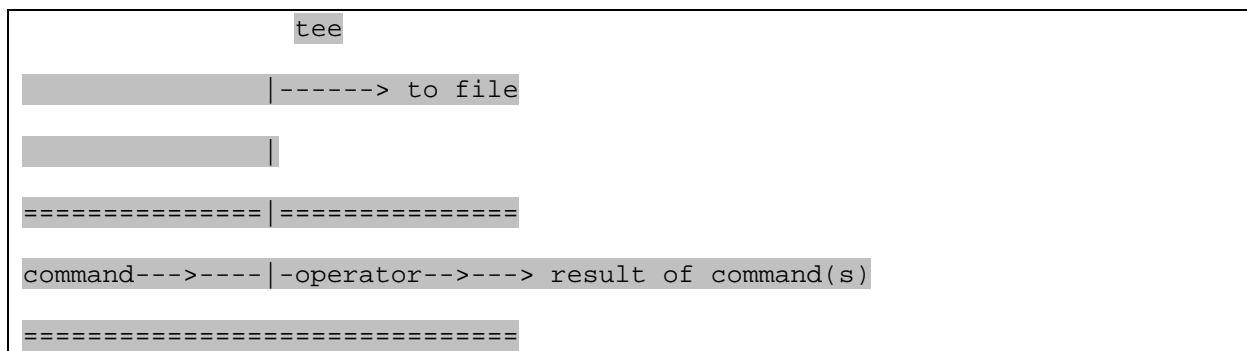 tee
                    |------> to file
                    |
===============|===============
command--->----|-operator-->---> result of command(s)
===============================